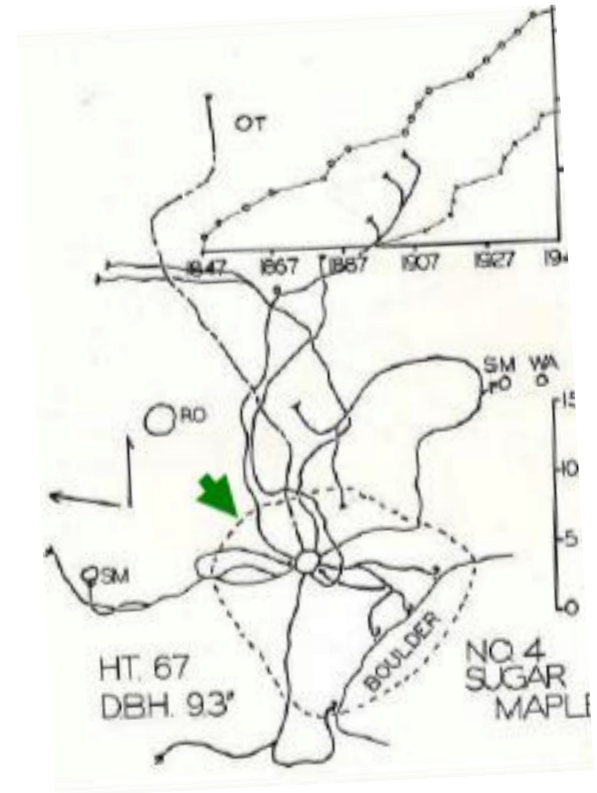 OT
1847 1867 1887 1907 1927 194
SM WA
15
RO
10
5
SM
0
BOULDER
HT. 67
D.B.H. 9.3"
NO. 4
SUGAR
MAPLE